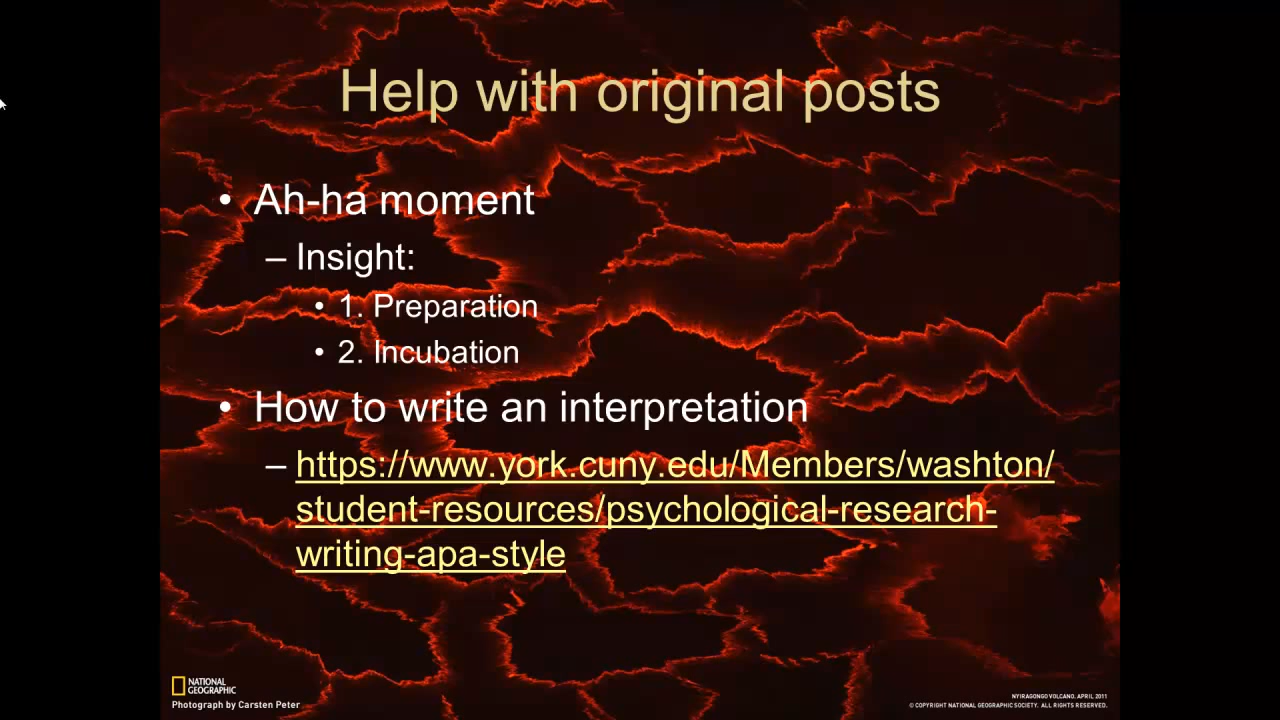 Help with original posts
• Ah-ha moment
– Insight:
• 1. Preparation
• 2. Incubation
• How to write an interpretation
– https://www.york.cuny.edu/Members/washton/
student-resources/psychological-research-
writing-apa-style
NATIONAL
GEOGRAPHIC
Photograph by Carsten Peter
NYIRAGONGO VOLCANO, APRIL 2011
© COPYRIGHT NATIONAL GEOGRAPHIC SOCIETY. ALL RIGHTS RESERVED.